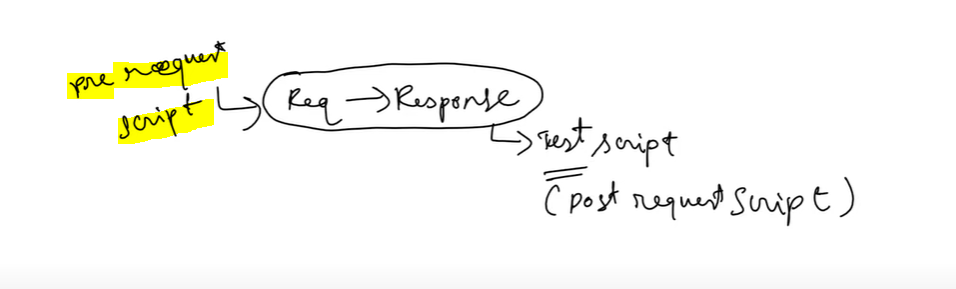 pre request
script
Req → Response
Test script
(post request script)